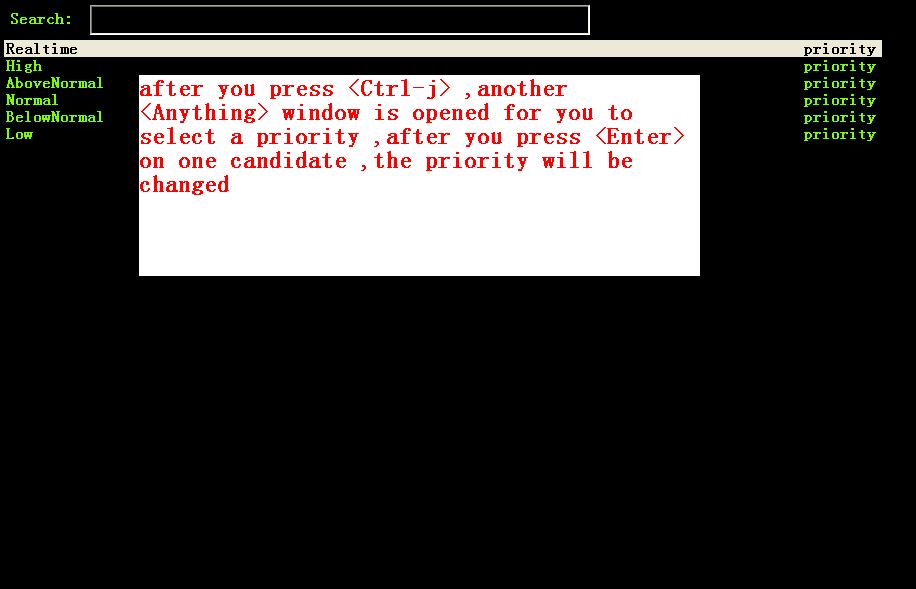 Search:
Realtime priority
High priority
AboveNormal priority
Normal priority
BelowNormal priority
Low priority
after you press <Ctrl-j> ,another
<Anything> window is opened for you to
select a priority ,after you press <Enter>
on one candidate ,the priority will be
changed